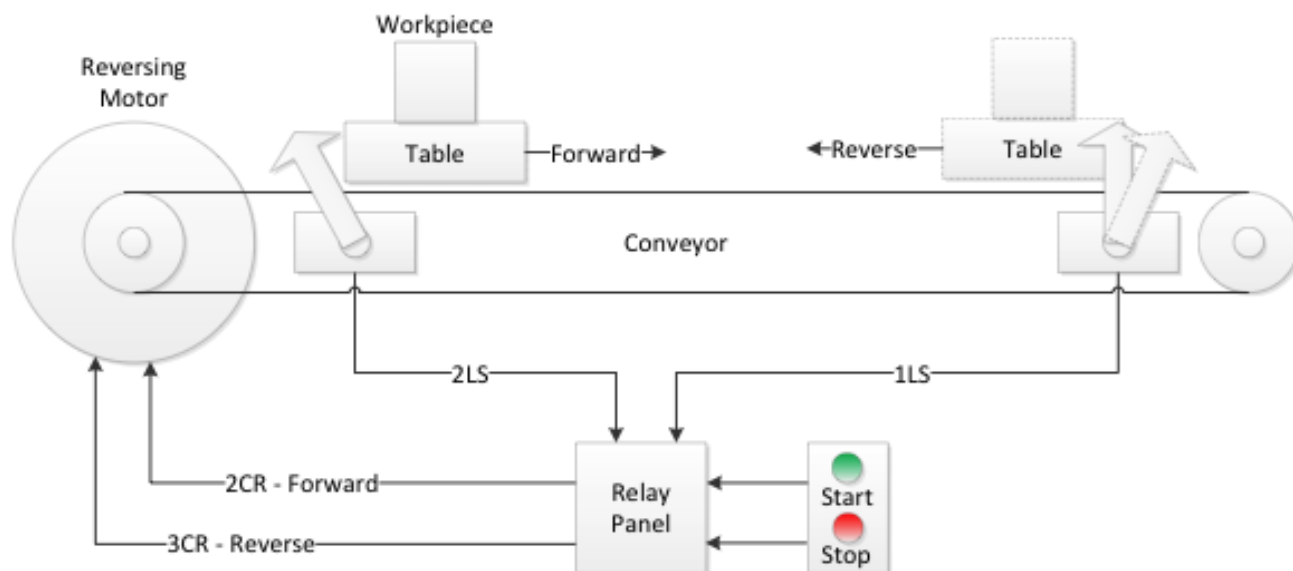 Workpiece
Reversing
Motor
Table
Forward
Reverse
Table
Conveyor
2LS
1LS
2CR - Forward
3CR - Reverse
Relay
Panel
Start
Stop